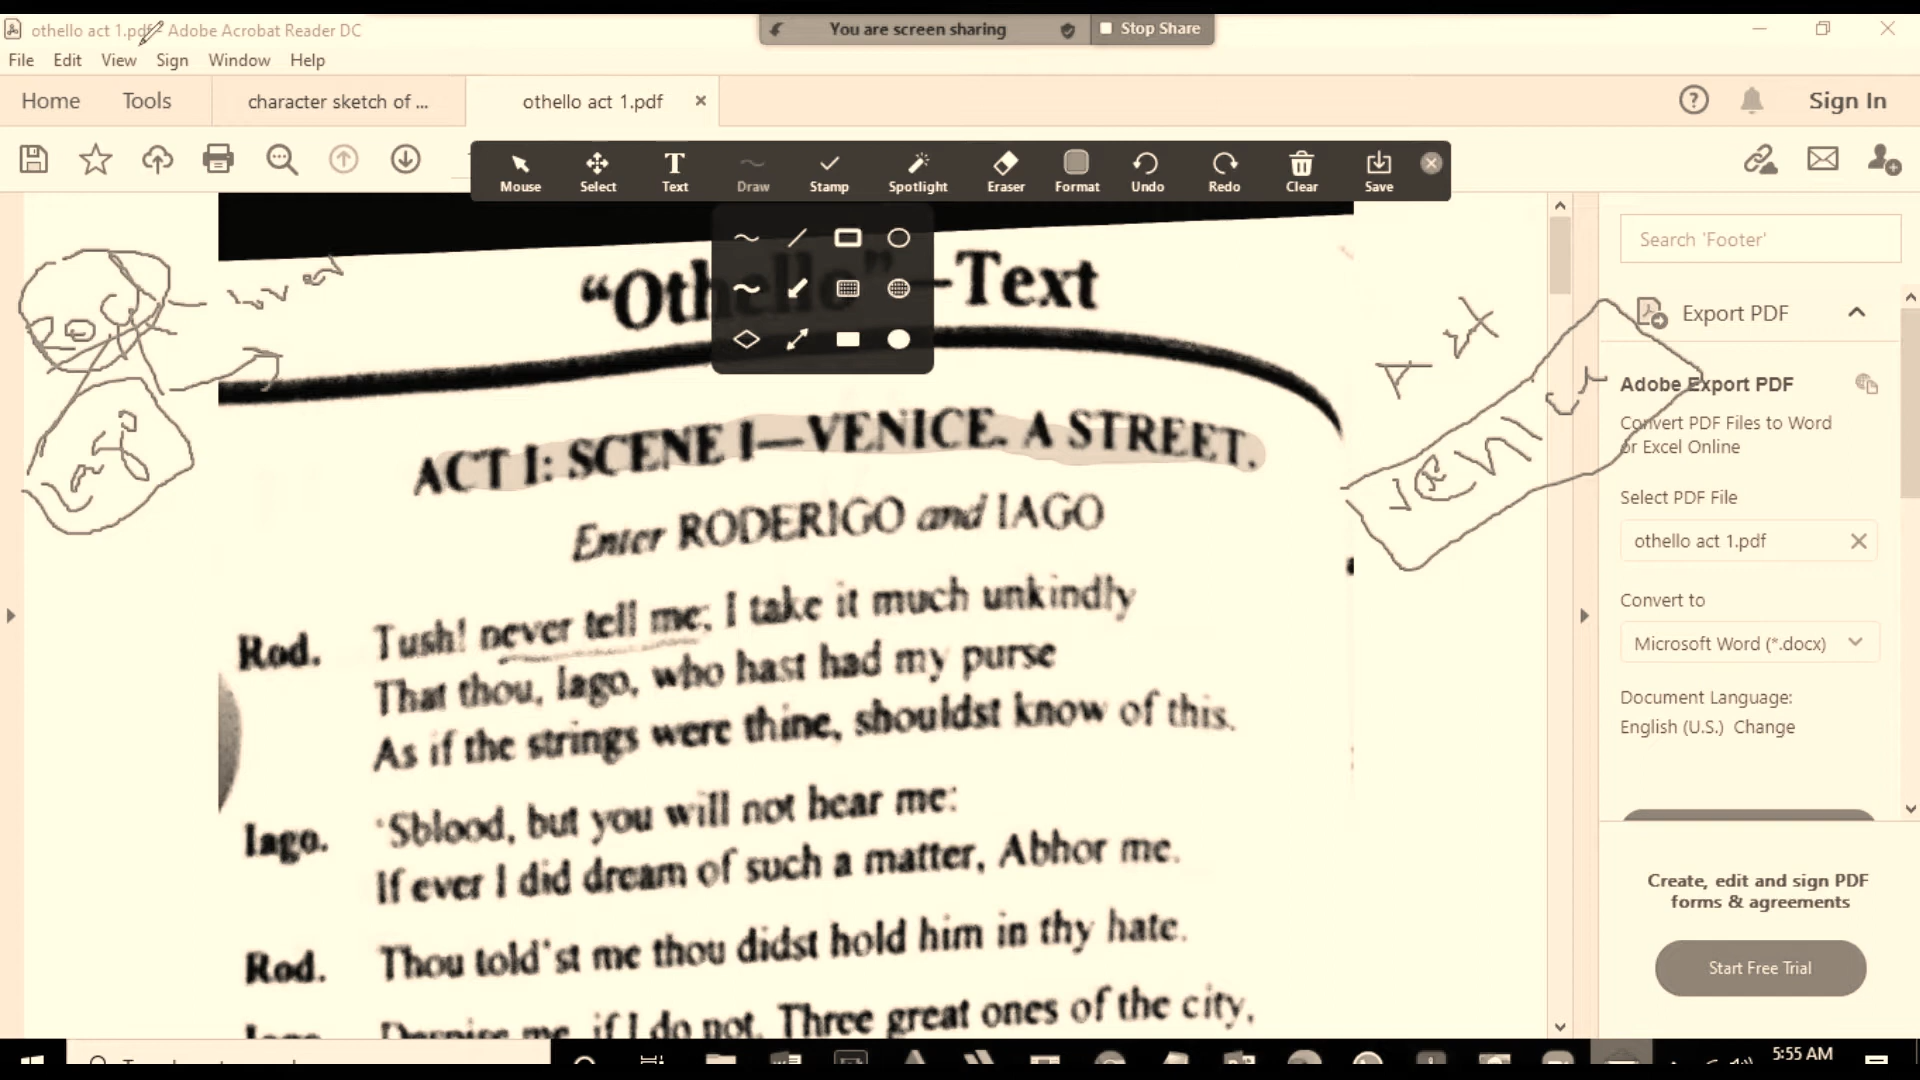 othello act 1.pdf - Adobe Acrobat Reader DC
You are screen sharing
Stop Share
File Edit View Sign Window Help
Home Tools character sketch of ... othello act 1.pdf
Sign In
Mouse Select Text Draw Stamp Spotlight Eraser Format Undo Redo Clear Save
—Text
ACT I: SCENE I—VENICE. A STREET.
Enter RODERIGO and IAGO
Rod. Tush! never tell me; I take it much unkindly
That thou, Iago, who hast had my purse
As if the strings were thine, shouldst know of this.
Iago. 'Sblood, but you will not hear me:
If ever I did dream of such a matter, Abhor me.
Rod. Thou told'st me thou didst hold him in thy hate.
Iago. Despise me, if I do not. Three great ones of the city,
Search 'Footer'
Export PDF
Adobe Export PDF
Convert PDF Files to Word
or Excel Online
Select PDF File
othello act 1.pdf
Convert to
Microsoft Word (*.docx)
Document Language:
English (U.S.) Change
Create, edit and sign PDF
forms & agreements
Start Free Trial
5:55 AM